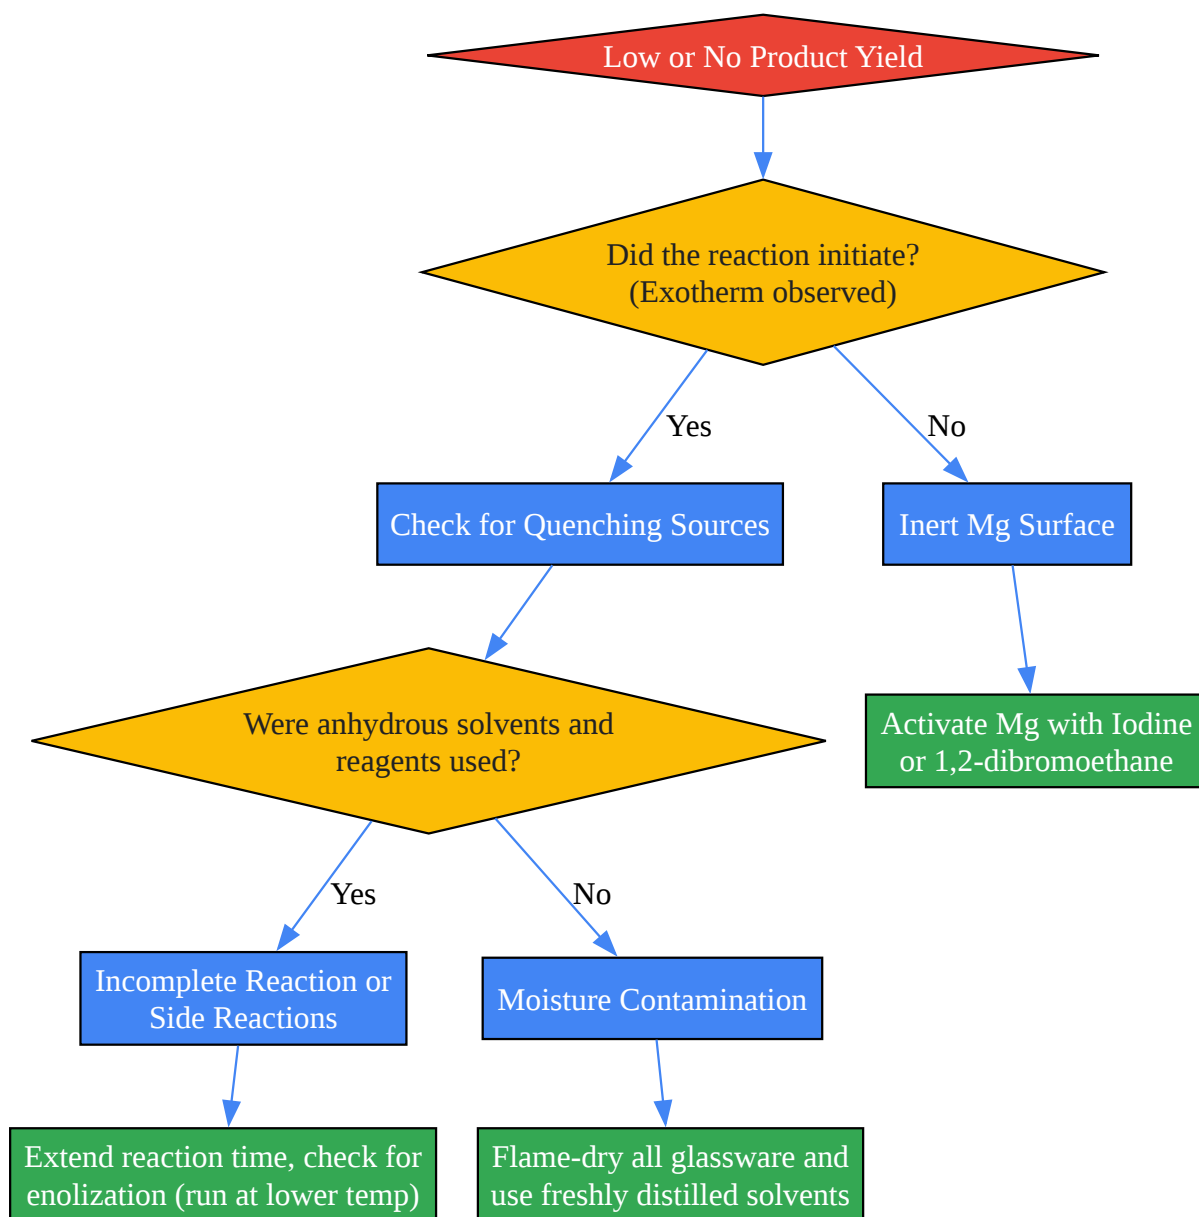 Low or No Product Yield
Did the reaction initiate?
(Exotherm observed)
Yes
No
Check for Quenching Sources
Inert Mg Surface
Were anhydrous solvents and
reagents used?
Activate Mg with Iodine
or 1,2-dibromoethane
Yes
No
Incomplete Reaction or
Side Reactions
Moisture Contamination
Extend reaction time, check for
enolization (run at lower temp)
Flame-dry all glassware and
use freshly distilled solvents